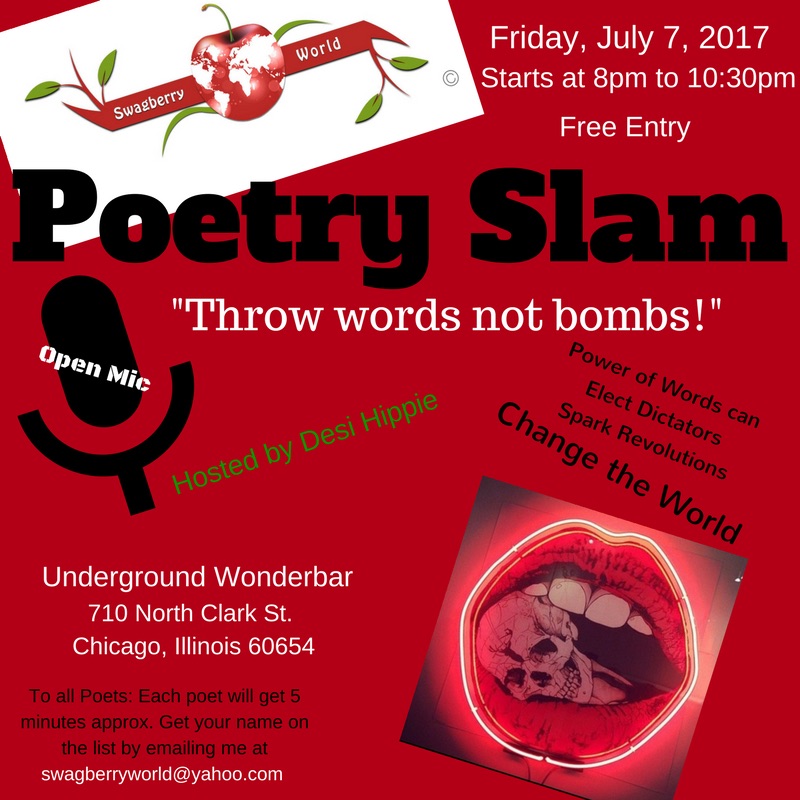 Swagberry World
Friday, July 7, 2017
© Starts at 8pm to 10:30pm
Free Entry
Poetry Slam
"Throw words not bombs!"
Open Mic
Power of Words can
Elect Dictators
Spark Revolutions
Change the World
Hosted by Desi Hippie
Underground Wonderbar
710 North Clark St.
Chicago, Illinois 60654
To all Poets: Each poet will get 5
minutes approx. Get your name on
the list by emailing me at
swagberryworld@yahoo.com